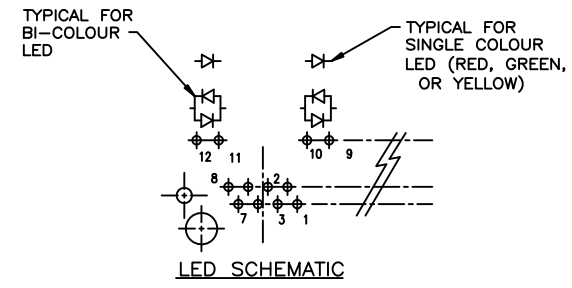 TYPICAL FOR
BI-COLOUR
LED
TYPICAL FOR
SINGLE COLOUR
LED (RED, GREEN,
OR YELLOW)
12 11 10 9
8 2
7 3 1
LED SCHEMATIC